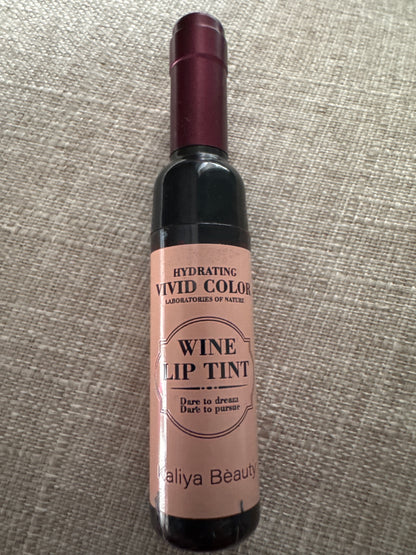 HYDRATING
VIVID COLOR
LABORATORIES OF NATURE
WINE
LIP TINT
Dare to dream
Dare to pursue
Kaliya Bèauty